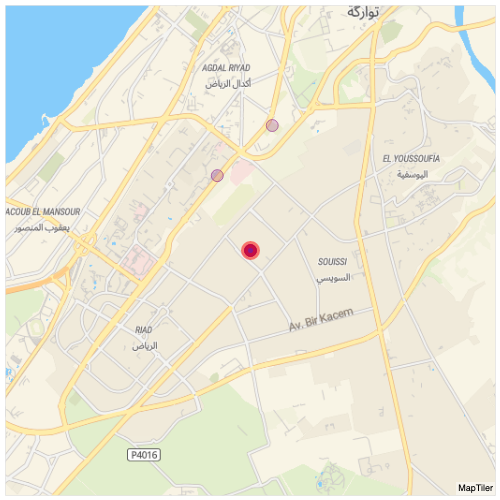 تواركة
AGDAL RIYAD
أكدال الرياض
EL YOUSSOUFIA
اليوسفية
ACOUB EL MANSOUR
يعقوب المنصور
SOUISSI
السويسي
Av. Bir Kacem
RIAD
الرياض
P4016
MapTiler